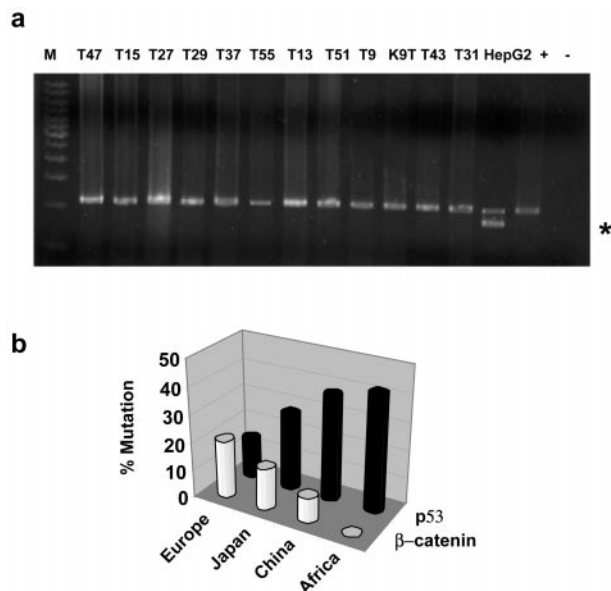 a
M T47 T15 T27 T29 T37 T55 T13 T51 T9 K9T T43 T31 HepG2 + -
*
b
% Mutation
50
40
30
20
10
0
Europe
Japan
China
Africa
p53
β–catenin